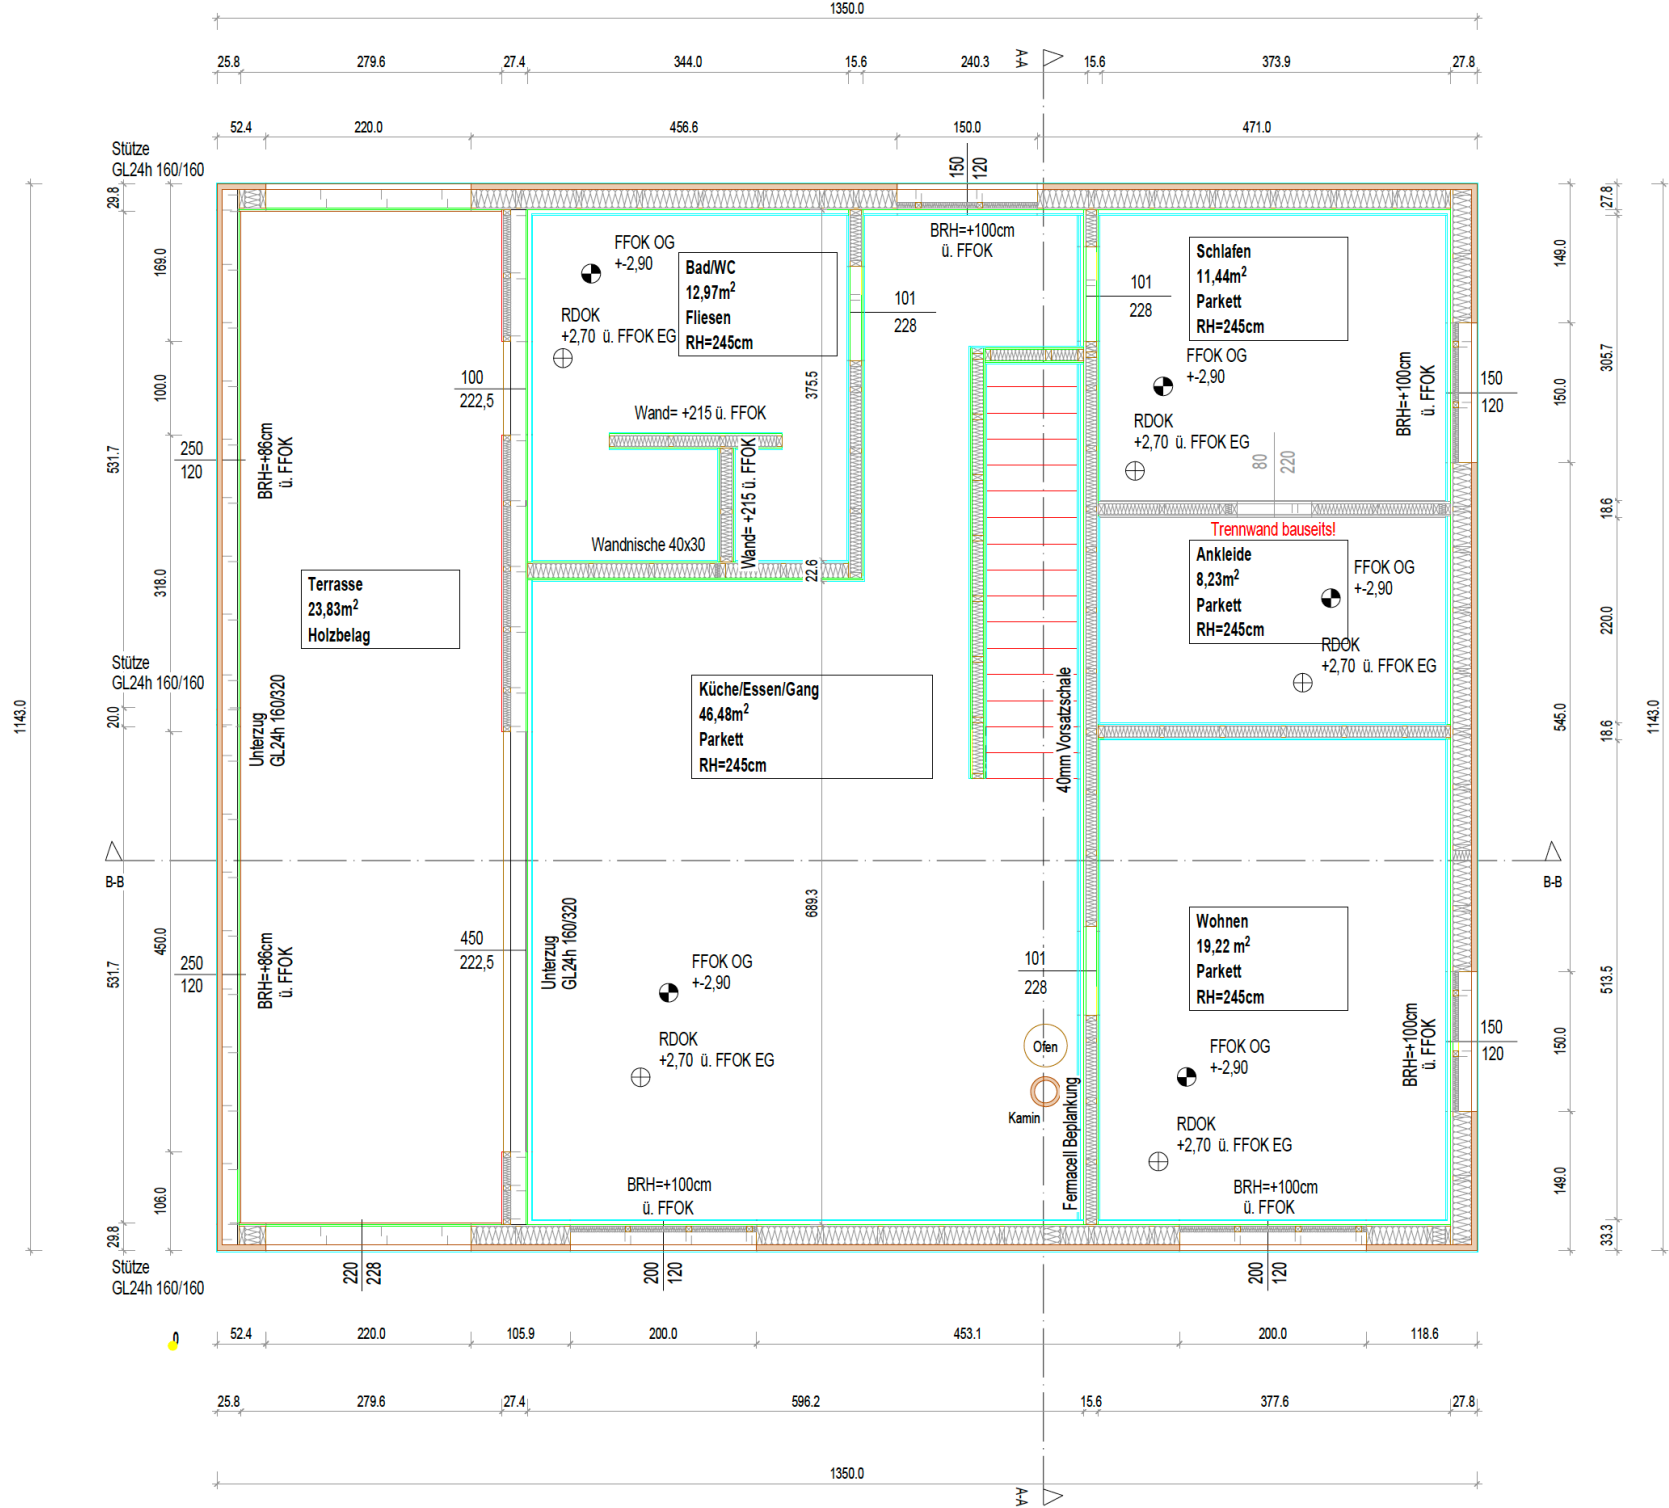 1350.0
25.8 279.6 27.4 344.0 15.6 240.3 A-A 15.6 373.9 27.8
52.4 220.0 456.6 150.0 471.0
Stütze
GL24h 160/160
150
120
29.8
27.8
BRH=+100cm
ü. FFOK
FFOK OG
+-2,90
Bad/WC
12,97m²
Fliesen
RH=245cm
RDOK
+2,70 ü. FFOK EG
101
228
101
228
Schlafen
11,44m²
Parkett
RH=245cm
FFOK OG
+-2,90
RDOK
+2,70 ü. FFOK EG
BRH=+100cm
ü. FFOK
150
120
169.0
149.0
305.7
100.0
150.0
100
222,5
375.5
Wand= +215 ü. FFOK
Wand= +215 ü. FFOK
80
220
250
120
BRH=+86cm
ü. FFOK
531.7
18.6
Trennwand bauseits!
Wandnische 40x30
22.6
318.0
Terrasse
23,83m²
Holzbelag
Ankleide
8,23m²
Parkett
RH=245cm
FFOK OG
+-2,90
RDOK
+2,70 ü. FFOK EG
220.0
Stütze
GL24h 160/160
20.0
1143.0
Unterzug
GL24h 160/320
Küche/Essen/Gang
46,48m²
Parkett
RH=245cm
40mm Vorsatzschale
545.0
18.6
1143.0
B-B
B-B
689.3
450
222,5
Unterzug
GL24h 160/320
450.0
250
120
BRH=+86cm
ü. FFOK
531.7
FFOK OG
+-2,90
RDOK
+2,70 ü. FFOK EG
101
228
Wohnen
19,22 m²
Parkett
RH=245cm
513.5
Ofen
Kamin
Fermacell Beplankung
FFOK OG
+-2,90
RDOK
+2,70 ü. FFOK EG
BRH=+100cm
ü. FFOK
150
120
150.0
BRH=+100cm
ü. FFOK
BRH=+100cm
ü. FFOK
106.0
149.0
29.8
33.3
Stütze
GL24h 160/160
220
228
200
120
200
120
0
52.4 220.0 105.9 200.0 453.1 200.0 118.6
25.8 279.6 27.4 596.2 15.6 377.6 27.8
1350.0
A-A